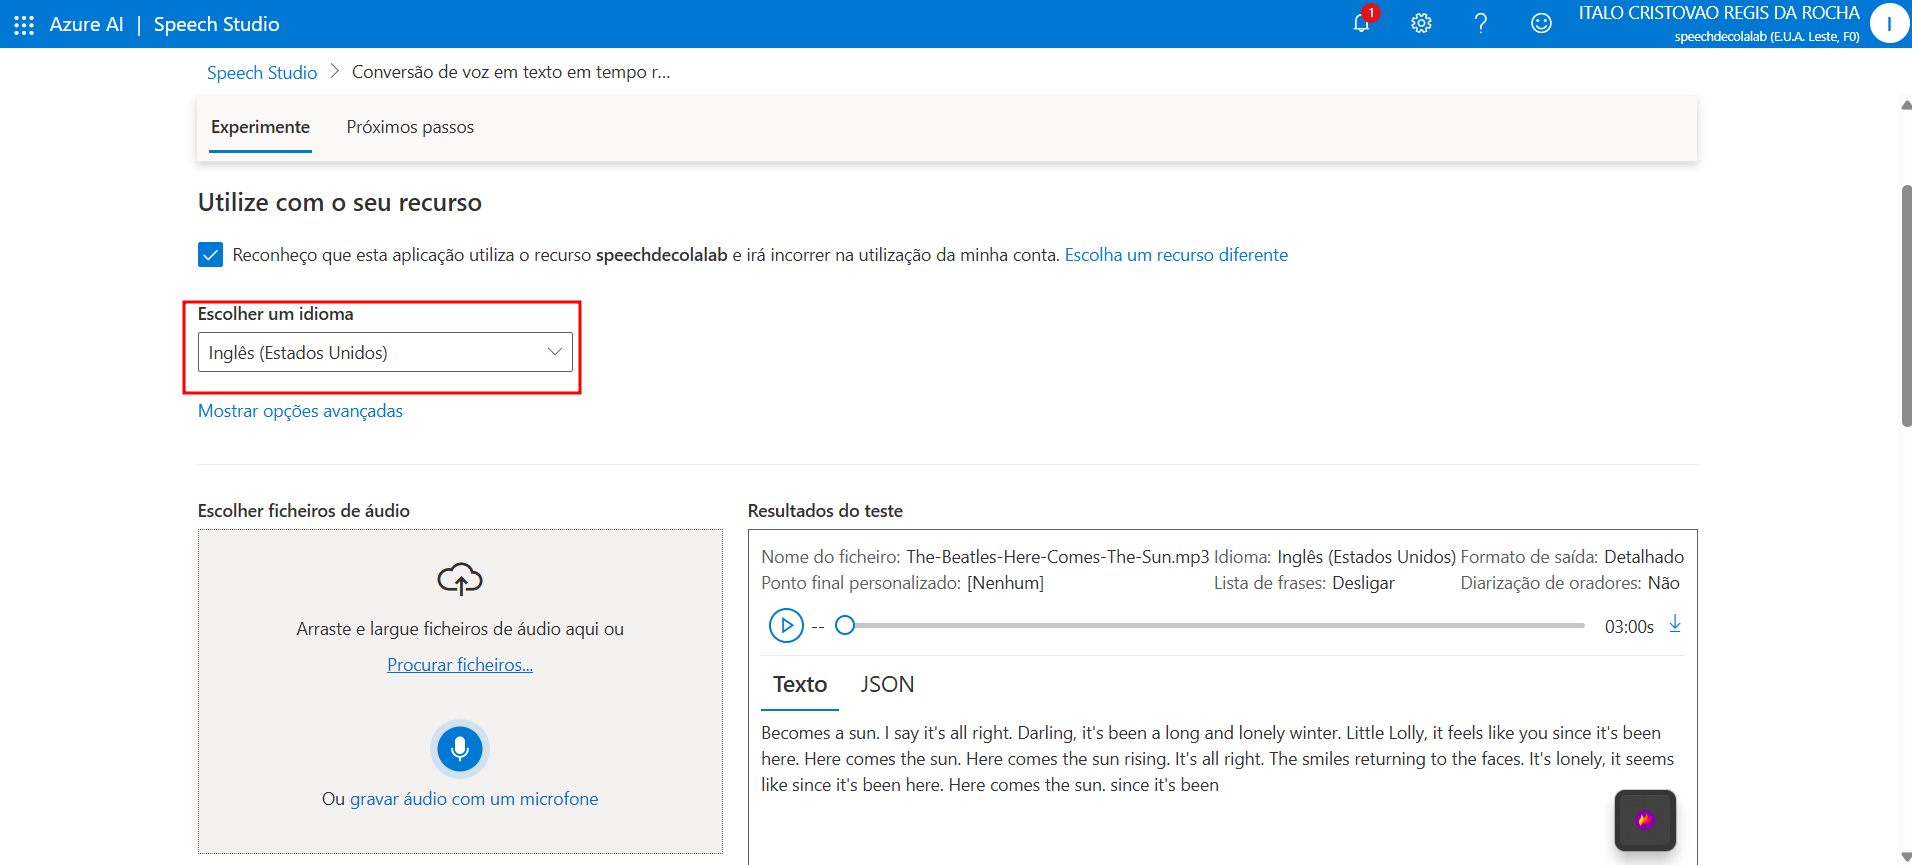 Azure AI | Speech Studio
1
ITALO CRISTOVAO REGIS DA ROCHA
speechdecolalab (E.U.A. Leste, F0)
I
Speech Studio > Conversão de voz em texto em tempo r...
Experimente Próximos passos
Utilize com o seu recurso
Reconheço que esta aplicação utiliza o recurso speechdecolalab e irá incorrer na utilização da minha conta. Escolha um recurso diferente
Escolher um idioma
Inglês (Estados Unidos)
Mostrar opções avançadas
Escolher ficheiros de áudio
Arraste e largue ficheiros de áudio aqui ou
Procurar ficheiros...
Ou gravar áudio com um microfone
Resultados do teste
Nome do ficheiro: The-Beatles-Here-Comes-The-Sun.mp3 Idioma: Inglês (Estados Unidos) Formato de saída: Detalhado
Ponto final personalizado: [Nenhum] Lista de frases: Desligar Diarização de oradores: Não
-- 03:00s
Texto JSON
Becomes a sun. I say it's all right. Darling, it's been a long and lonely winter. Little Lolly, it feels like you since it's been
here. Here comes the sun. Here comes the sun rising. It's all right. The smiles returning to the faces. It's lonely, it seems
like since it's been here. Here comes the sun. since it's been